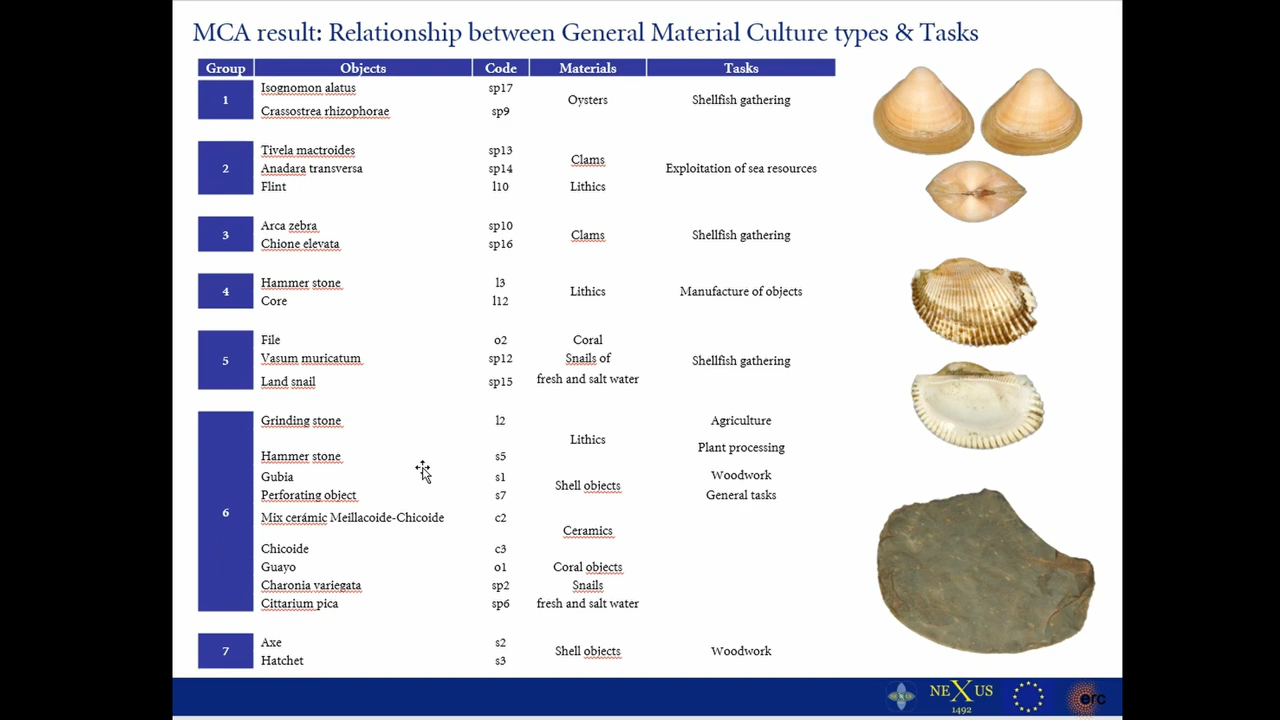 MCA result: Relationship between General Material Culture types & Tasks
Group Objects Code Materials Tasks
1
Isognomon alatus sp17
Crassostrea rhizophorae sp9
Oysters
Shellfish gathering
2
Tivela mactroides sp13
Anadara transversa sp14
Flint l10
Clams
Lithics
Exploitation of sea resources
3
Arca zebra sp10
Chione elevata sp16
Clams
Shellfish gathering
4
Hammer stone l3
Core l12
Lithics
Manufacture of objects
5
File o2 Coral
Vasum muricatum sp12 Snails of
Land snail sp15 fresh and salt water
Shellfish gathering
6
Grinding stone l2 Agriculture
Lithics
Plant processing
Hammer stone s5
Gubia s1 Woodwork
Shell objects
Perforating object s7 General tasks
Mix cerámic Meillacoide-Chicoide c2
Ceramics
Chicoide c3
Guayo o1 Coral objects
Charonia variegata sp2 Snails
Cittarium pica sp6 fresh and salt water
7
Axe s2
Hatchet s3
Shell objects
Woodwork
NEXUS
1492
erc